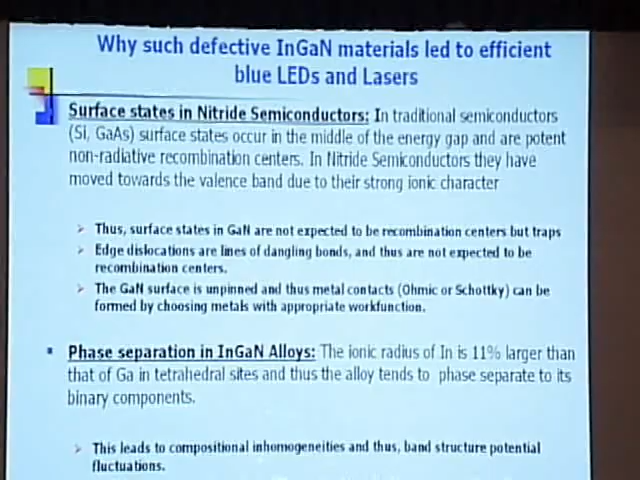 Why such defective InGaN materials led to efficient
blue LEDs and Lasers
Surface states in Nitride Semiconductors: In traditional semiconductors
(Si, GaAs) surface states occur in the middle of the energy gap and are potent
non-radiative recombination centers. In Nitride Semiconductors they have
moved towards the valence band due to their strong ionic character
Thus, surface states in GaN are not expected to be recombination centers but traps
Edge dislocations are lines of dangling bonds, and thus are not expected to be
recombination centers.
The GaN surface is unpinned and thus metal contacts (Ohmic or Schottky) can be
formed by choosing metals with appropriate workfunction.
Phase separation in InGaN Alloys: The ionic radius of In is 11% larger than
that of Ga in tetrahedral sites and thus the alloy tends to phase separate to its
binary components.
This leads to compositional inhomogeneities and thus, band structure potential
fluctuations.